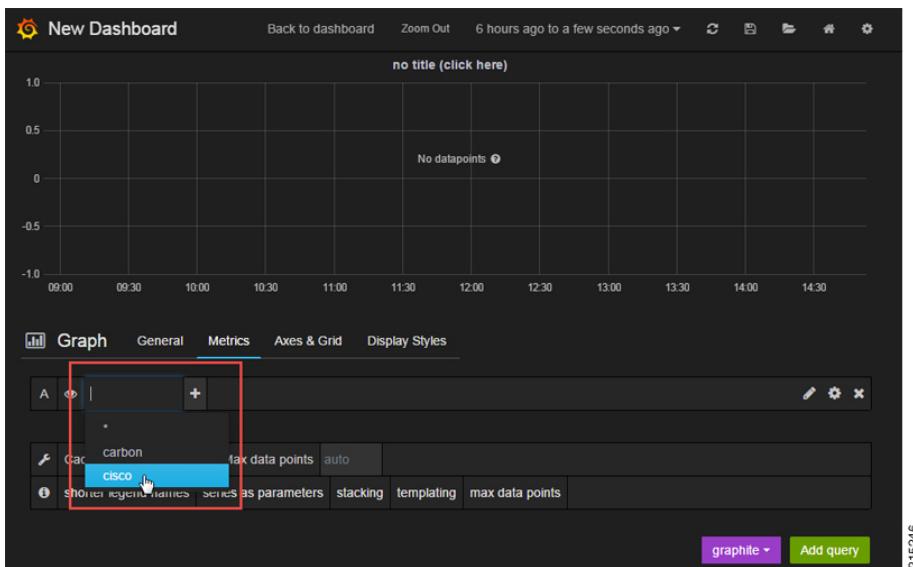 New Dashboard Back to dashboard Zoom Out 6 hours ago to a few seconds ago
no title (click here)
1.0
0.5
No datapoints
0
-0.5
-1.0
09:00 09:30 10:00 10:30 11:00 11:30 12:00 12:30 13:00 13:30 14:00 14:30
Graph General Metrics Axes & Grid Display Styles
A
*
carbon
Max data points auto
cisco
shorter legend names series as parameters stacking templating max data points
graphite Add query